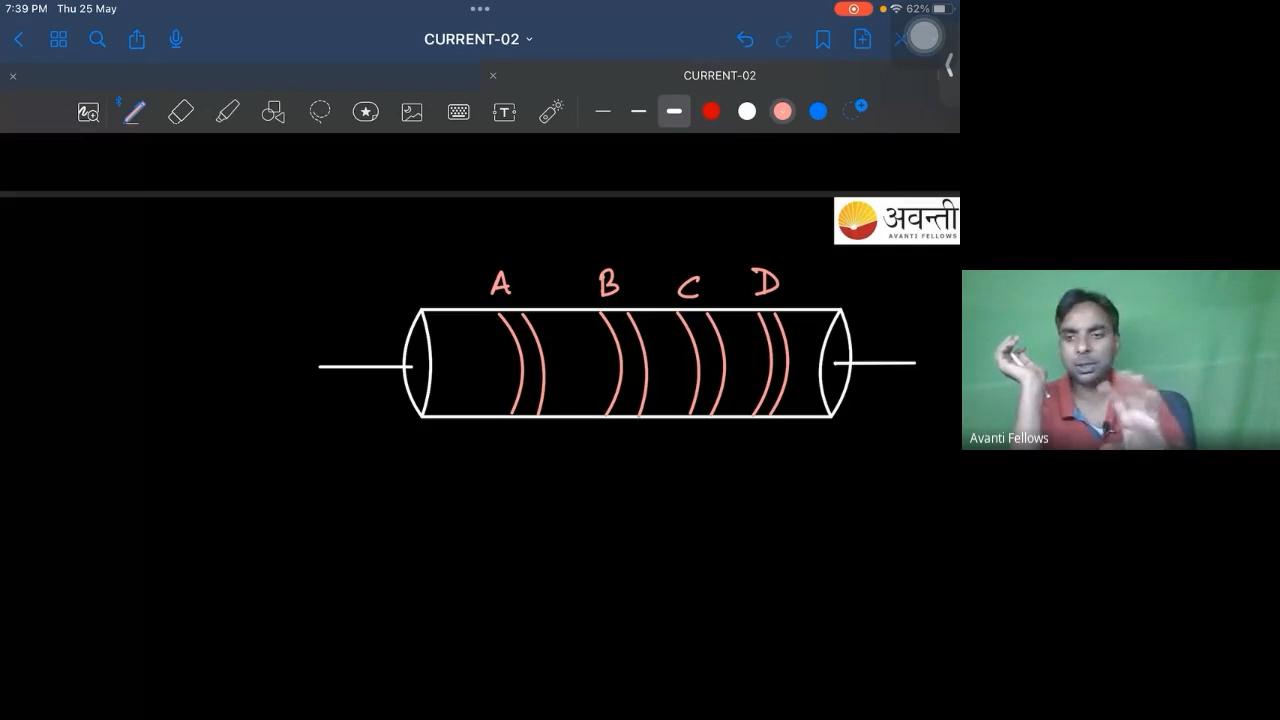 7:39 PM Thu 25 May
62%
CURRENT-02
CURRENT-02
T
अवन्ती
AVANTI FELLOWS
A B C D
Avanti Fellows